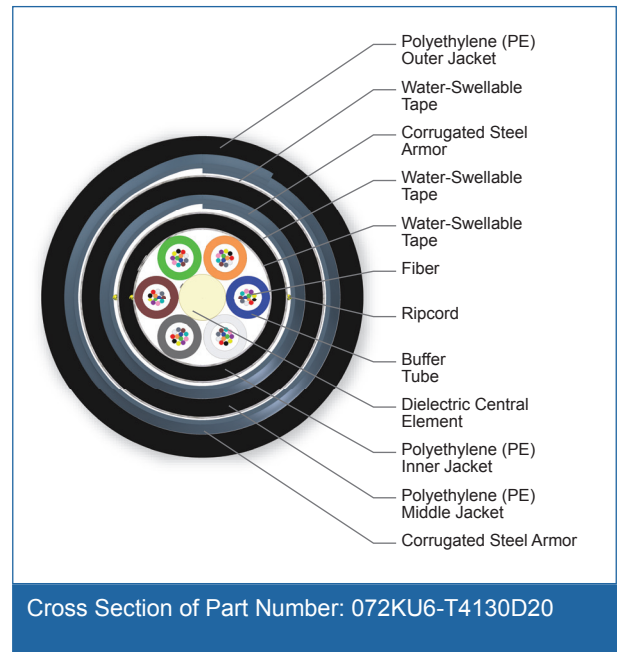 Polyethylene (PE)
Outer Jacket
Water-Swellable
Tape
Corrugated Steel
Armor
Water-Swellable
Tape
Water-Swellable
Tape
Fiber
Ripcord
Buffer
Tube
Dielectric Central
Element
Polyethylene (PE)
Inner Jacket
Polyethylene (PE)
Middle Jacket
Corrugated Steel Armor
Cross Section of Part Number: 072KU6-T4130D20